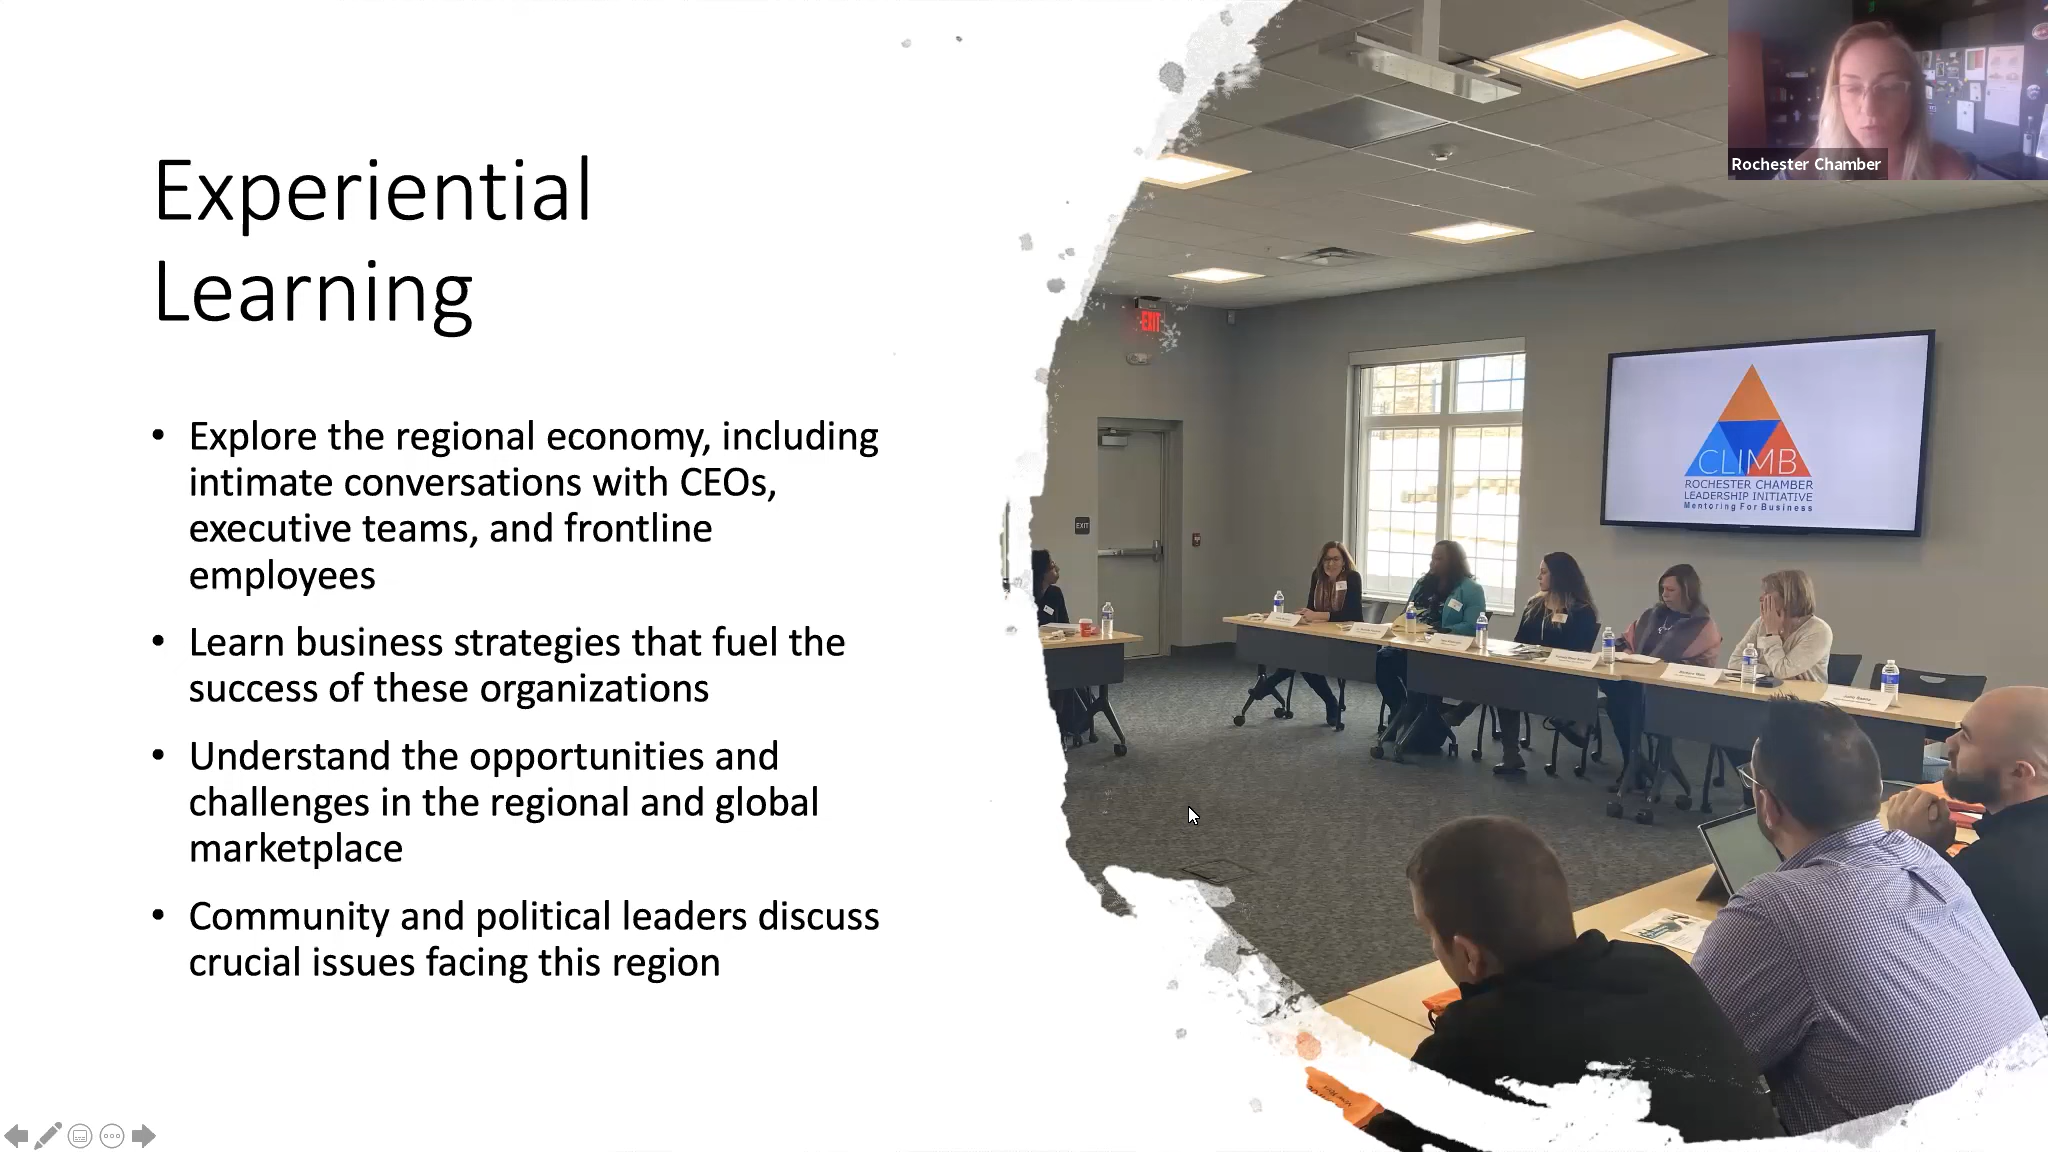 Experiential
Learning
• Explore the regional economy, including
intimate conversations with CEOs,
executive teams, and frontline
employees
• Learn business strategies that fuel the
success of these organizations
• Understand the opportunities and
challenges in the regional and global
marketplace
• Community and political leaders discuss
crucial issues facing this region
Rochester Chamber
EXIT
CLIMB
ROCHESTER CHAMBER
LEADERSHIP INITIATIVE
Mentoring For Business
EXIT